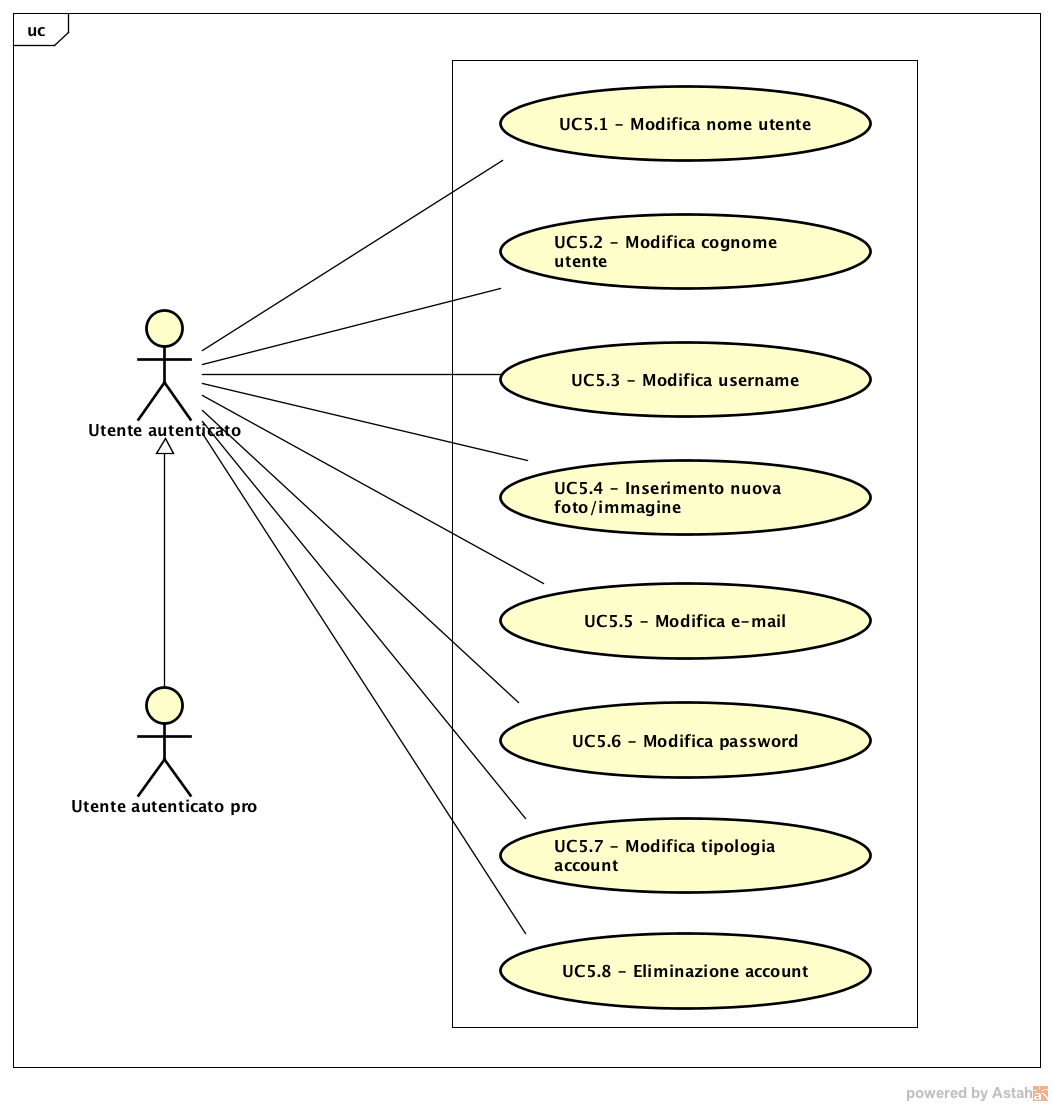 uc
UC5.1 - Modifica nome utente
UC5.2 - Modifica cognome
utente
UC5.3 - Modifica username
Utente autenticato
UC5.4 - Inserimento nuova
foto/immagine
UC5.5 - Modifica e-mail
UC5.6 - Modifica password
Utente autenticato pro
UC5.7 - Modifica tipologia
account
UC5.8 - Eliminazione account
powered by Astah